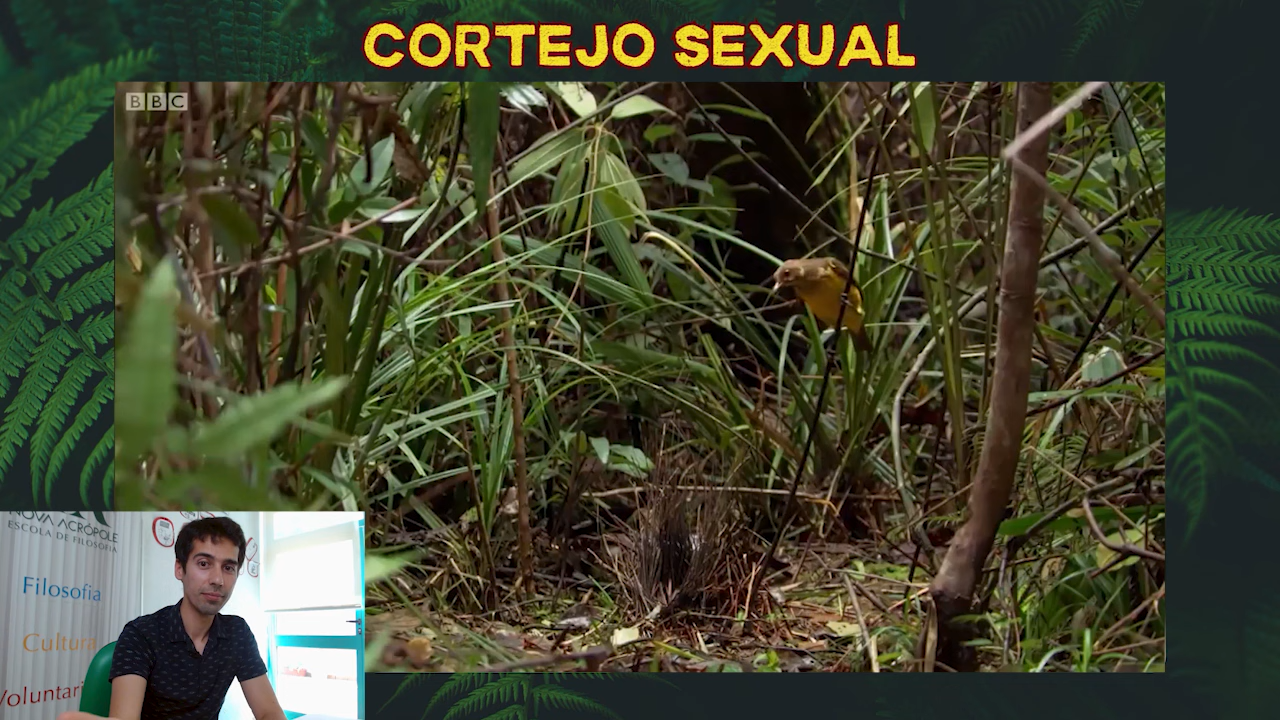 CORTEJO SEXUAL
BBC
NOVA ACRÓPOLE
ESCOLA DE FILOSOFIA
Filosofia
Cultura
Voluntari